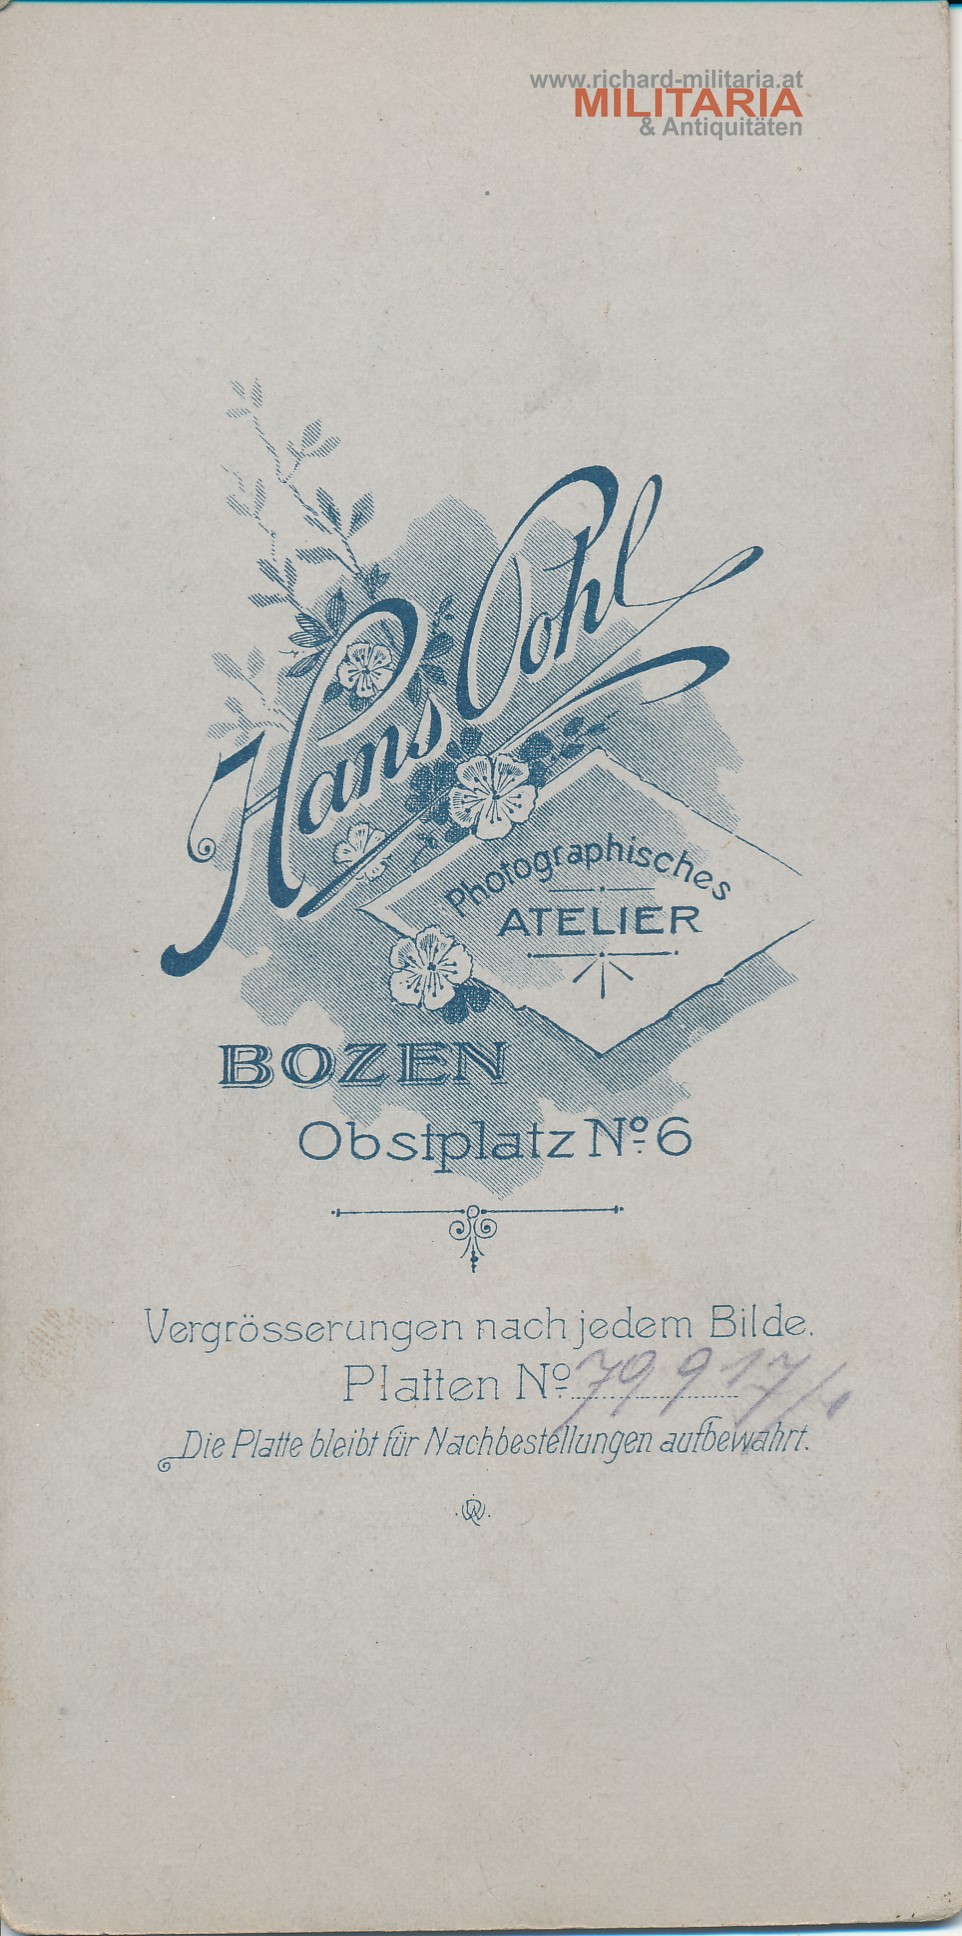 www.richard-militaria.at
MILITARIA
& Antiquitäten
Hans Pohl
Photographisches
ATELIER
BOZEN
Obstplatz No. 6
Vergrösserungen nach jedem Bilde.
Platten No. 79917/
Die Platte bleibt für Nachbestellungen aufbewahrt.